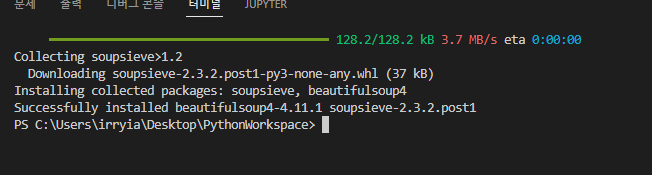 문제 출력 디버그 콘솔 터미널 JUPYTER
128.2/128.2 kB 3.7 MB/s eta 0:00:00
Collecting soupsieve>1.2
Downloading soupsieve-2.3.2.post1-py3-none-any.whl (37 kB)
Installing collected packages: soupsieve, beautifulsoup4
Successfully installed beautifulsoup4-4.11.1 soupsieve-2.3.2.post1
PS C:\Users\irryia\Desktop\PythonWorkspace>